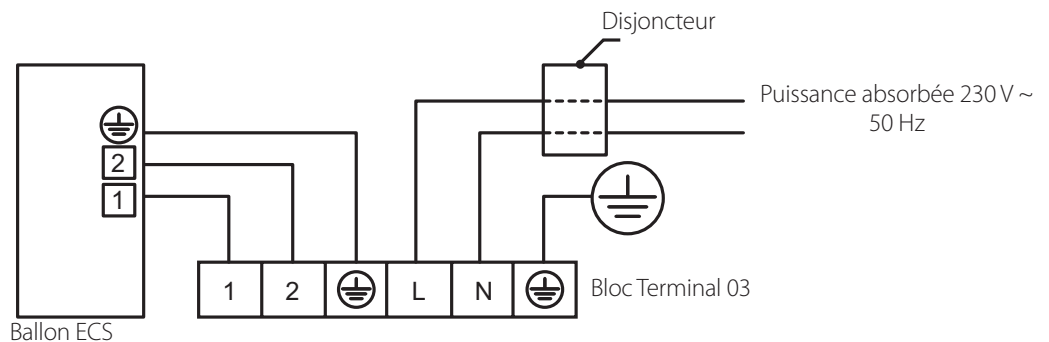 Disjoncteur
Puissance absorbée 230 V ~
50 Hz
2
1
1 2 L N
Bloc Terminal 03
Ballon ECS